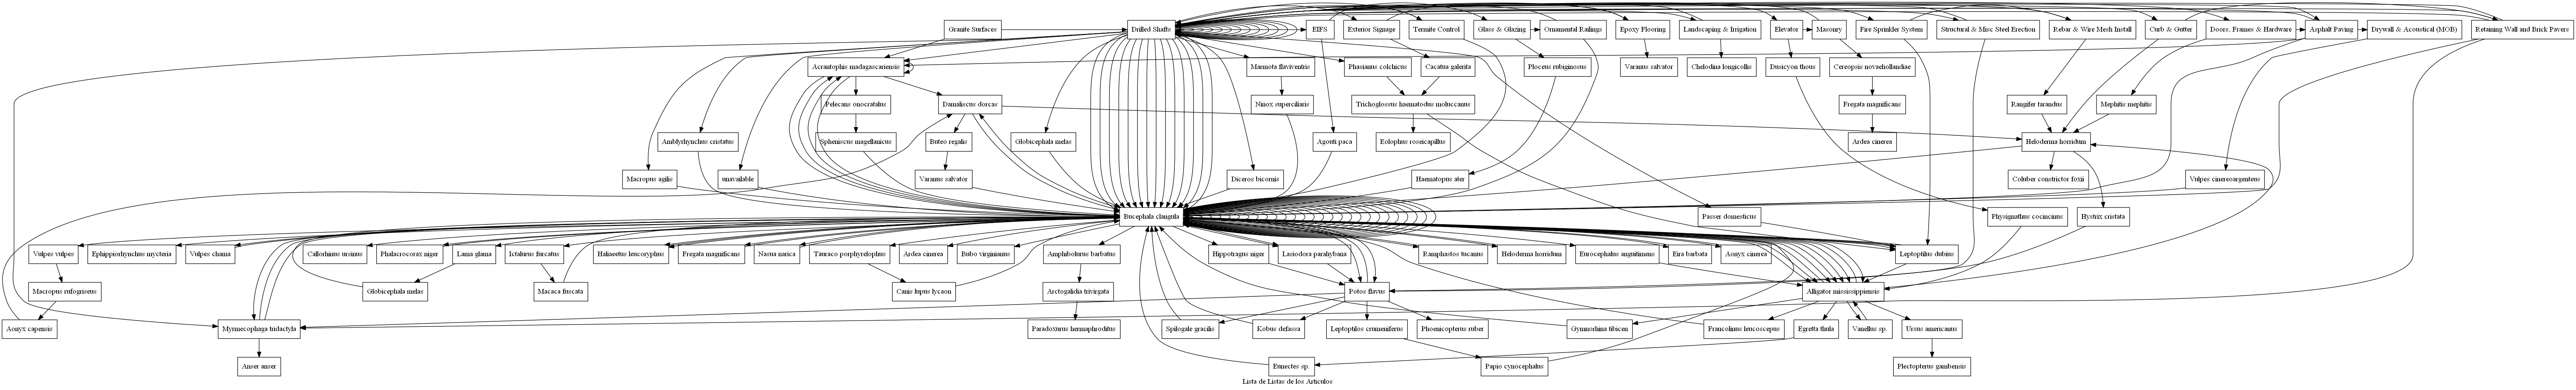 Granite Surfaces
Drilled Shafts
EIFS
Exterior Signage
Termite Control
Glass & Glazing
Ornamental Railings
Epoxy Flooring
Landscaping & Irrigation
Elevator
Masonry
Fire Sprinkler System
Structural & Misc Steel Erection
Rebar & Wire Mesh Install
Curb & Gutter
Doors, Frames & Hardware
Asphalt Paving
Drywall & Acoustical (MOB)
Retaining Wall and Brick Pavers
Acrantophis madagascariensis
Marmota flaviventris
Phasianus colchicus
Cacatua galerita
Ploceus rubiginosus
Varanus salvator
Chelodina longicollis
Dusicyon thous
Cereopsis novaehollandiae
Pelecans onocratalus
Damaliscus dorcas
Ninox superciliaris
Trichoglossus haematodus moluccanus
Fregata magnificans
Rangifer tarandus
Mephitis mephitis
Amblyrhynchus cristatus
Spheniscus magellanicus
Buteo regalis
Globicephala melas
Agouti paca
Eolophus roseicapillus
Ardea cinerea
Heloderma horridum
Macropus agilis
unavailable
Varanus salvator
Diceros bicornis
Haematopus ater
Coluber constrictor foxii
Vulpes cinereoargenteus
Bucephala clangula
Passer domesticus
Physignathus cocincinus
Hystrix cristata
Vulpes vulpes
Ephippiorhynchus mycteria
Vulpes chama
Callorhinus ursinus
Phalacrocorax niger
Lama glama
Ictalurus furcatus
Haliaeetus leucoryphus
Fregata magnificans
Nasua narica
Tauraco porphyrelophus
Ardea cinerea
Bubo virginianus
Amphibolurus barbatus
Hippotragus niger
Lasiodora parahybana
Ramphastos tucanus
Heloderma horridum
Eurocephalus anguitimens
Eira barbata
Aonyx cinerea
Leptoptilus dubius
Macropus rufogriseus
Globicephala melas
Macaca fuscata
Canis lupus lycaon
Arctogalidia trivirgata
Potos flavus
Alligator mississippiensis
Aonyx capensis
Myrmecophaga tridactyla
Paradoxurus hermaphroditus
Spilogale gracilis
Kobus defassa
Leptoptilos crumeniferus
Phoenicopterus ruber
Gymnorhina tibicen
Francolinus leucoscepus
Egretta thula
Vanellus sp.
Ursus americanus
Anser anser
Eunectes sp.
Papio cynocephalus
Plectopterus gambensis
Lista de Listas de los Articulos